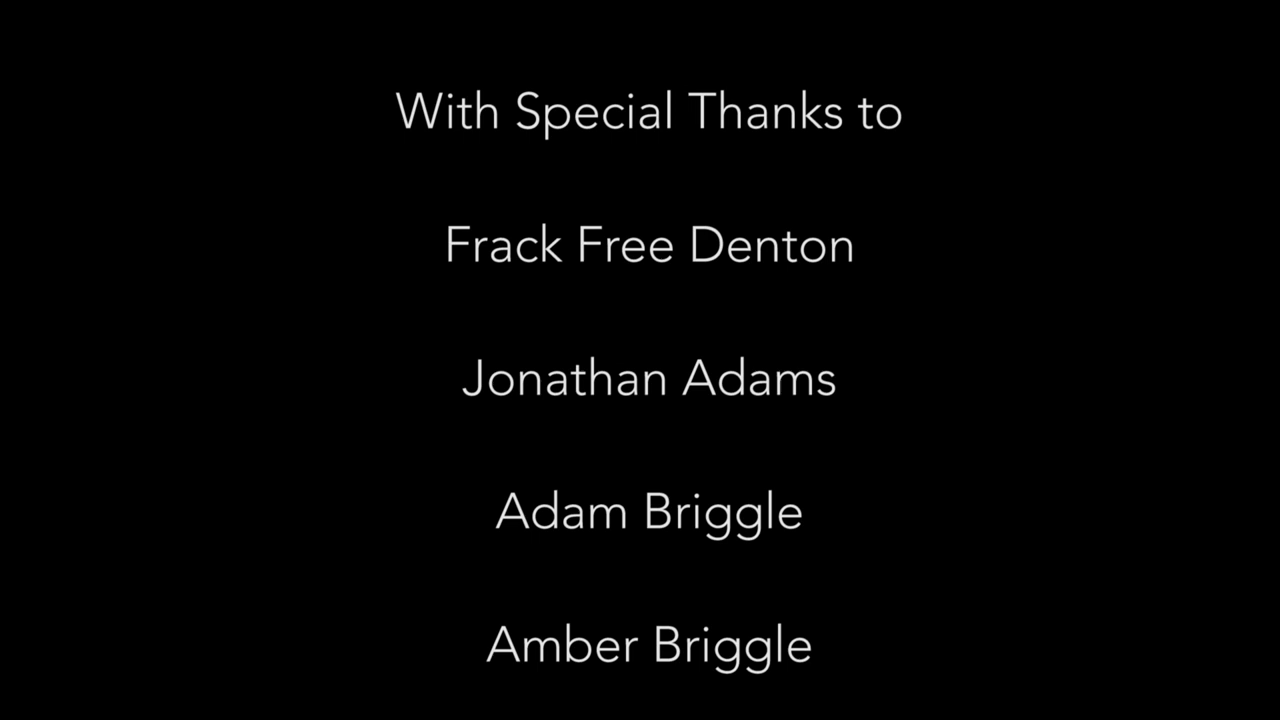 With Special Thanks to
Frack Free Denton
Jonathan Adams
Adam Briggle
Amber Briggle